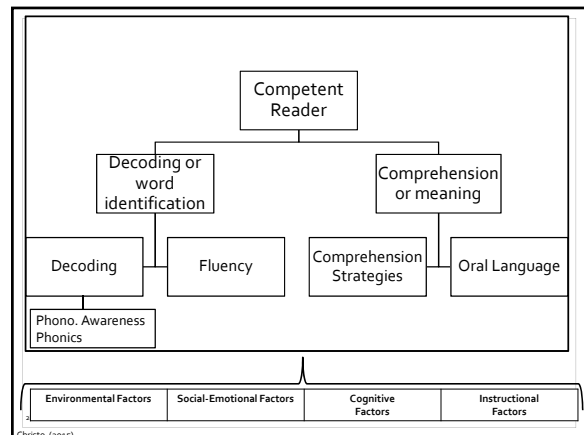 Competent
Reader
Decoding or
word
identification
Comprehension
or meaning
Decoding
Fluency
Comprehension
Strategies
Oral Language
Phono. Awareness
Phonics
Environmental Factors
Social-Emotional Factors
Cognitive
Factors
Instructional
Factors